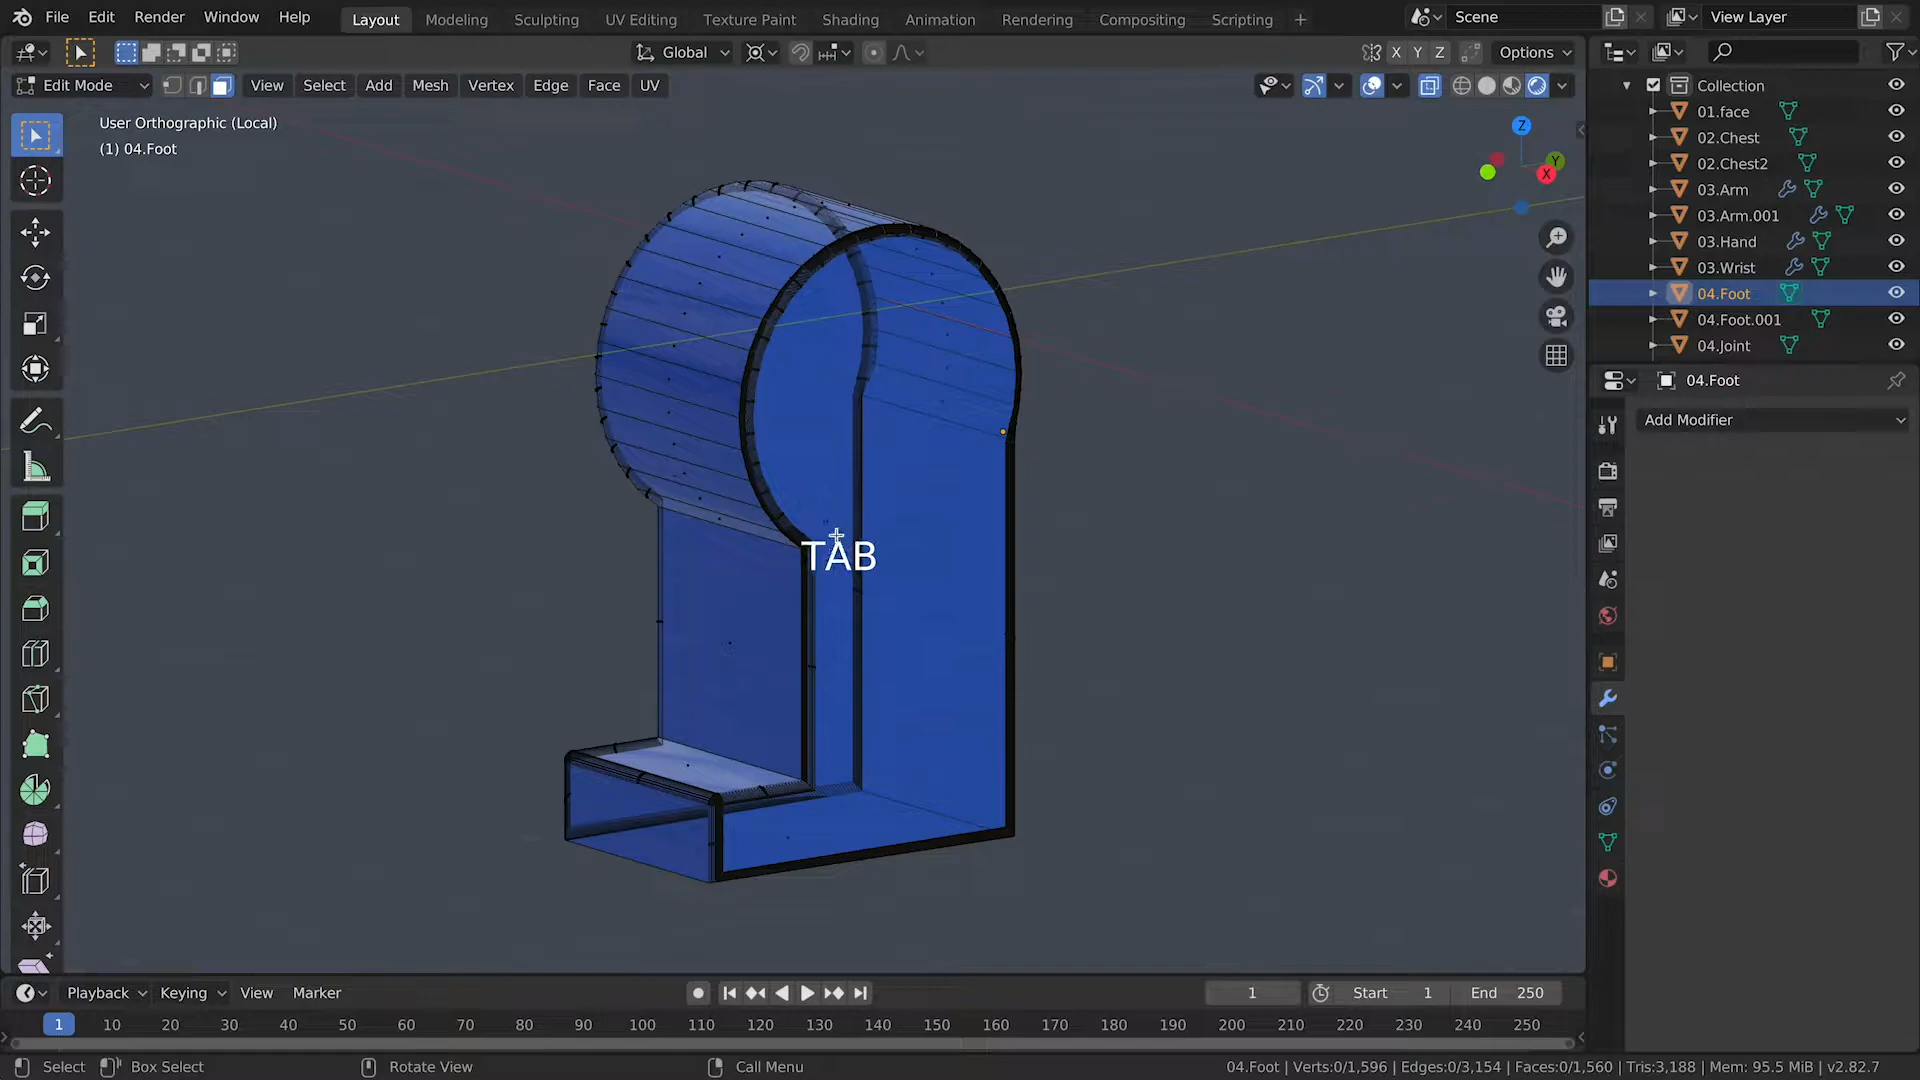 File Edit Render Window Help Layout Modeling Sculpting UV Editing Texture Paint Shading Animation Rendering Compositing Scripting + Scene View Layer
Global X Y Z Options
Edit Mode View Select Add Mesh Vertex Edge Face UV
User Orthographic (Local)
(1) 04.Foot
Z
Y
X
TAB
Collection
01.face
02.Chest
02.Chest2
03.Arm
03.Arm.001
03.Hand
03.Wrist
04.Foot
04.Foot.001
04.Joint
04.Foot
Add Modifier
Playback Keying View Marker 1 Start 1 End 250
1 10 20 30 40 50 60 70 80 90 100 110 120 130 140 150 160 170 180 190 200 210 220 230 240 250
Select Box Select Rotate View Call Menu 04.Foot | Verts:0/1,596 | Edges:0/3,154 | Faces:0/1,560 | Tris:3,188 | Mem: 95.5 MiB | v2.82.7